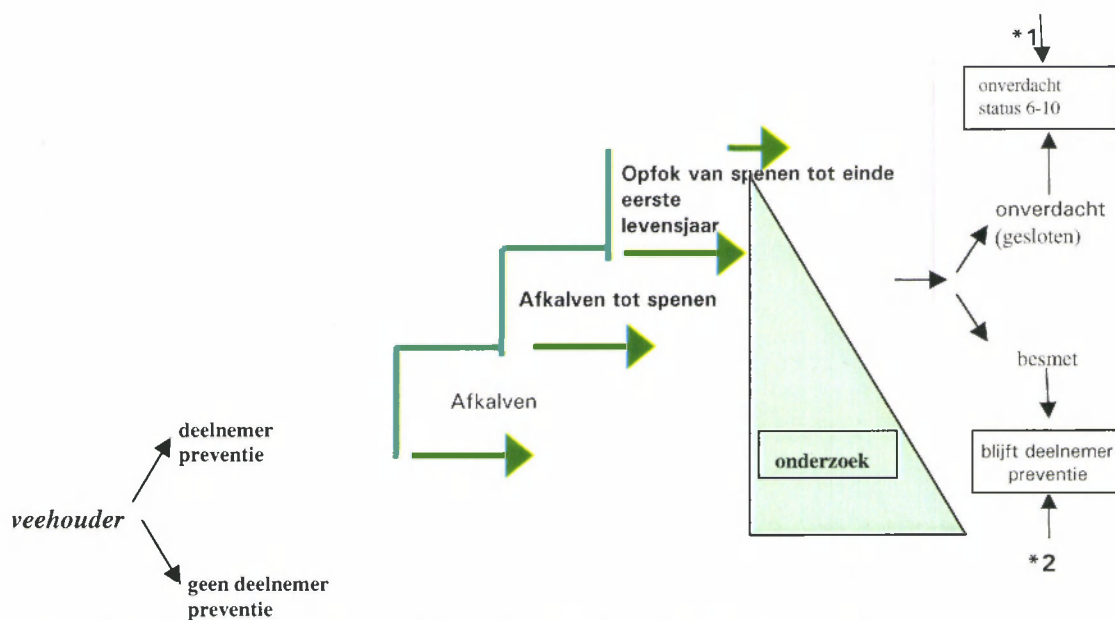 *1
onverdacht
status 6-10
Opfok van spenen tot einde
eerste
levensjaar
onverdacht
(gesloten)
Afkalven tot spenen
besmet
Afkalven
deelnemer
preventie
onderzoek
blijft deelnemer
preventie
veehouder
*2
geen deelnemer
preventie